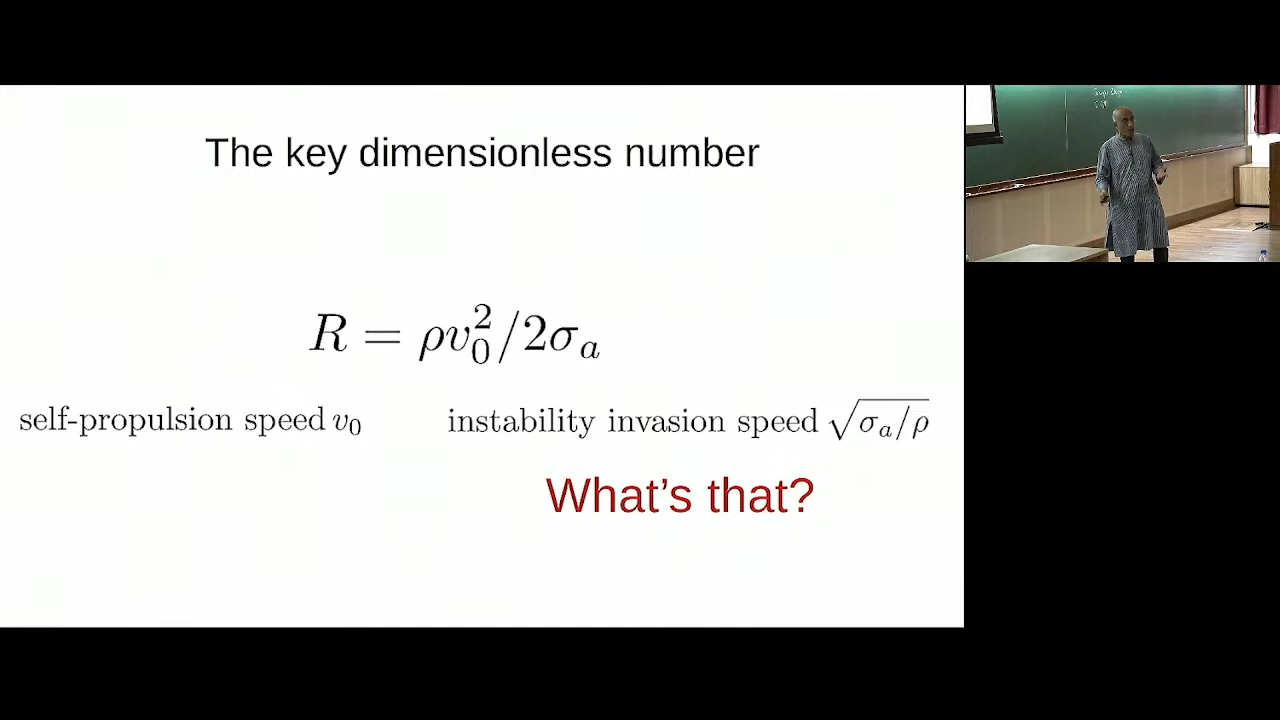 The key dimensionless number
R = ρv₀²/2σₐ
self-propulsion speed v₀
instability invasion speed √(σₐ/ρ)
What's that?